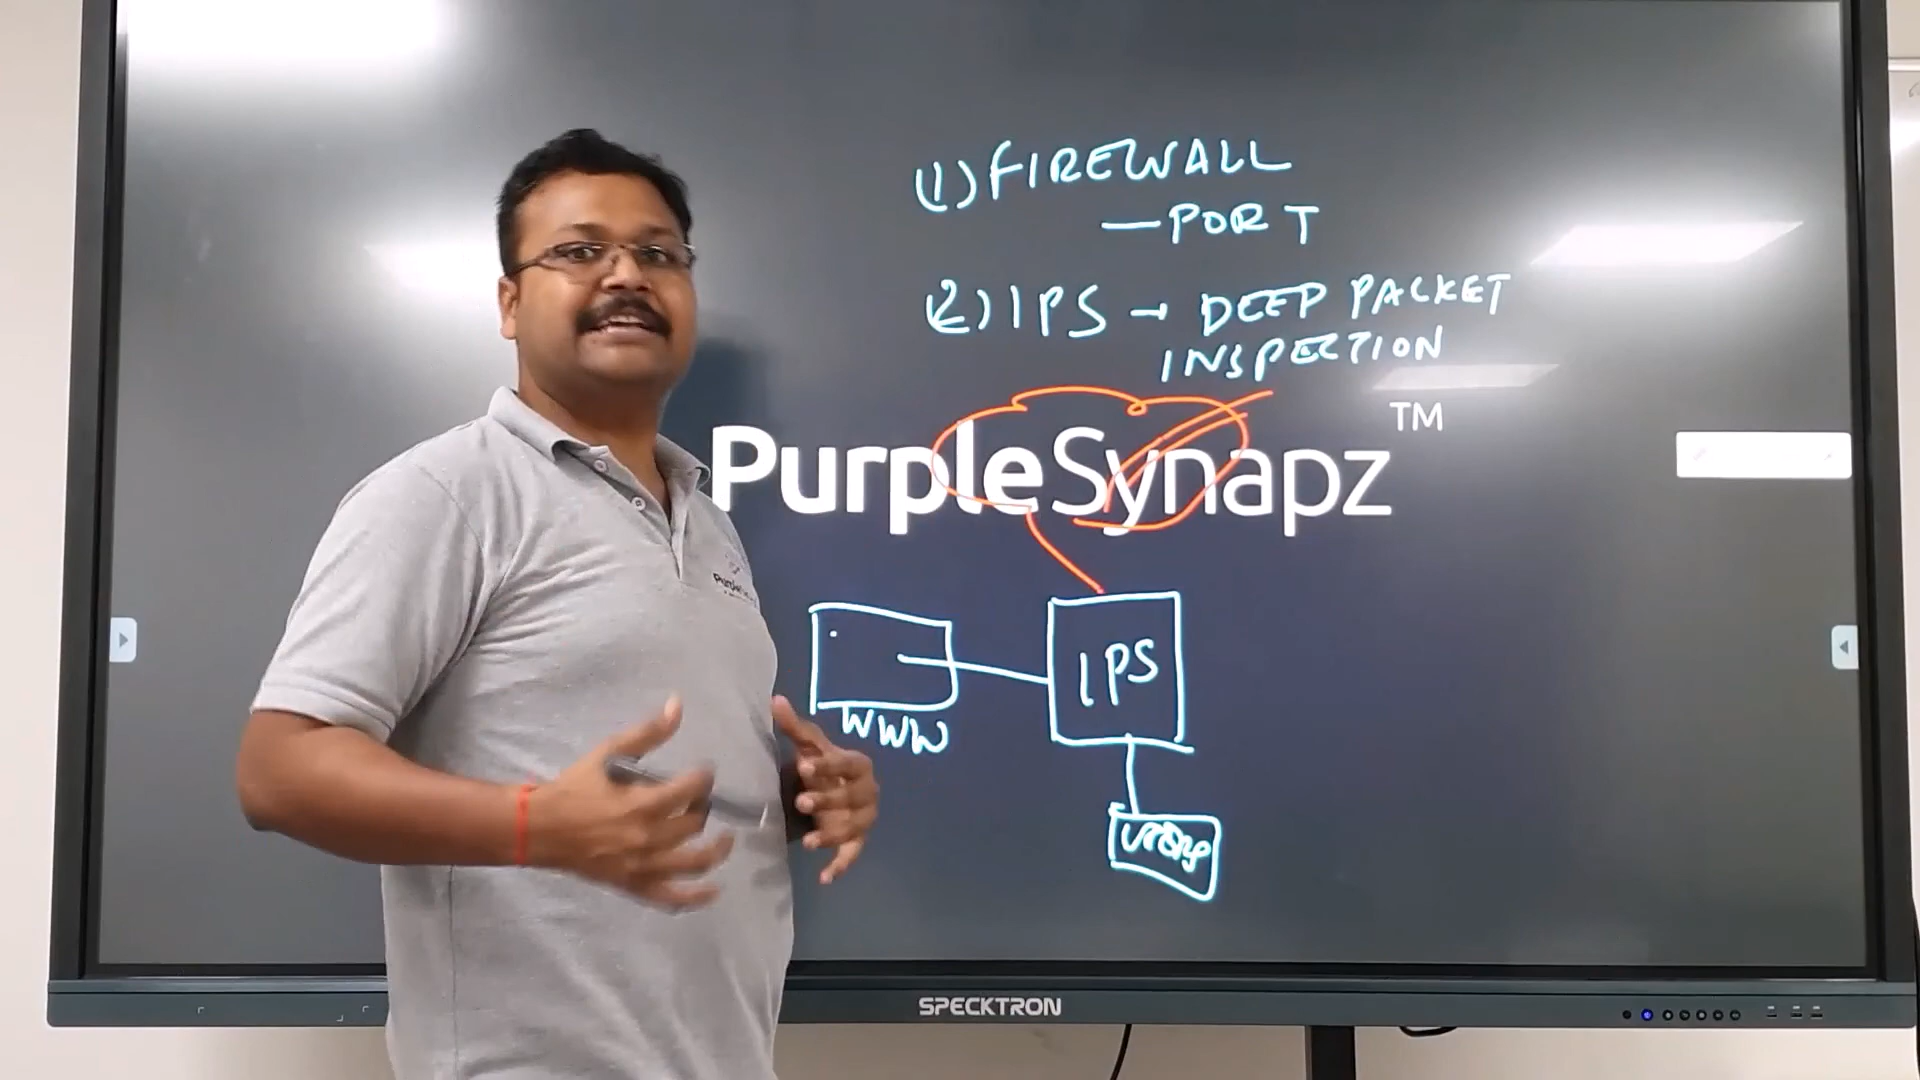 (1) FIREWALL
— PORT
(2) IPS → DEEP PACKET
INSPECTION
PurpleSynapz™
IPS
WWW
SPECKTRON